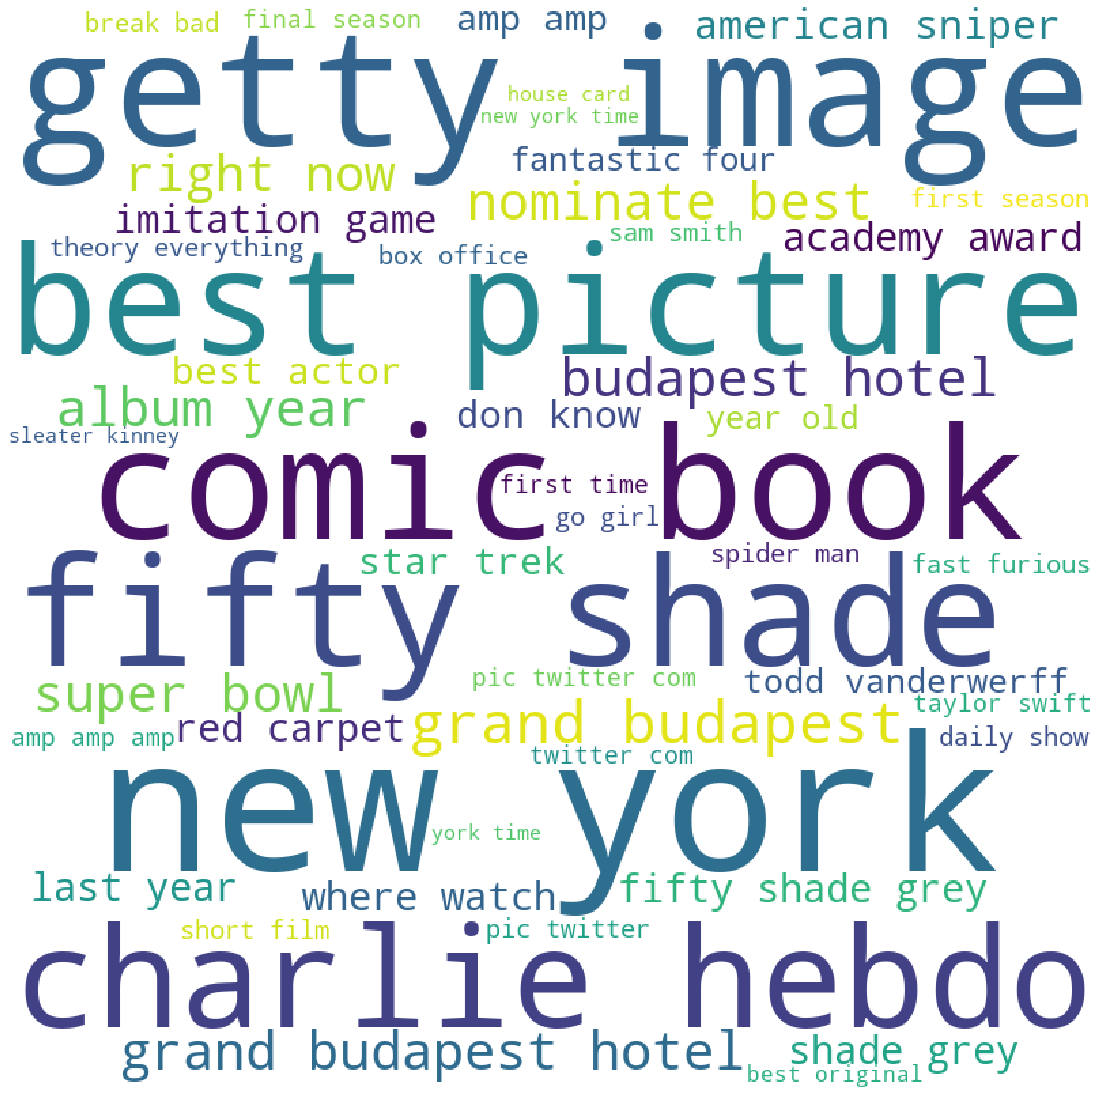 break bad
final season
amp amp
american sniper
getty image
house card
new york time
right now
fantastic four
nominate best
first season
imitation game
sam smith
academy award
theory everything
box office
best picture
best actor
budapest hotel
album year
don know
year old
sleater kinney
comic book
first time
go girl
star trek
spider man
fast furious
fifty shade
super bowl
pic twitter com
todd vanderwerff
taylor swift
red carpet
grand budapest
amp amp amp
daily show
twitter com
new york
york time
last year
where watch
fifty shade grey
short film
pic twitter
charlie hebdo
grand budapest hotel
shade grey
best original